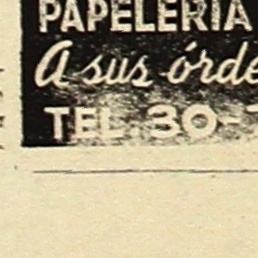 PAPELERIA
A sus órde
TEL. 30-